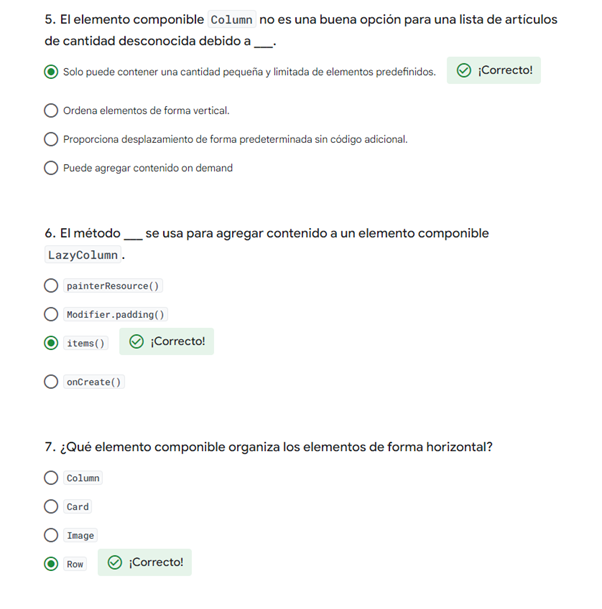 5. El elemento componible Column no es una buena opción para una lista de artículos
de cantidad desconocida debido a ___.
Solo puede contener una cantidad pequeña y limitada de elementos predefinidos. ¡Correcto!
Ordena elementos de forma vertical.
Proporciona desplazamiento de forma predeterminada sin código adicional.
Puede agregar contenido on demand
6. El método ___ se usa para agregar contenido a un elemento componible
LazyColumn.
painterResource()
Modifier.padding()
items() ¡Correcto!
onCreate()
7. ¿Qué elemento componible organiza los elementos de forma horizontal?
Column
Card
Image
Row ¡Correcto!